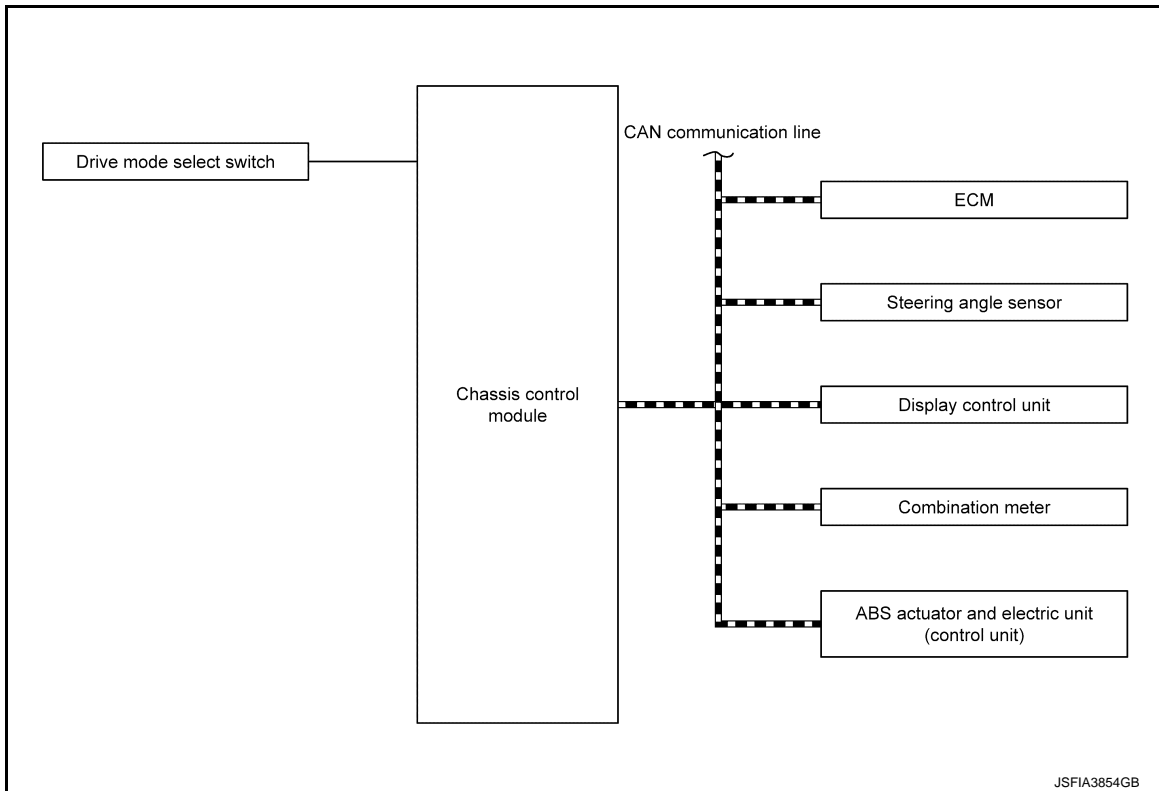 CAN communication line
Drive mode select switch
ECM
Steering angle sensor
Chassis control
module
Display control unit
Combination meter
ABS actuator and electric unit
(control unit)
JSFIA3854GB